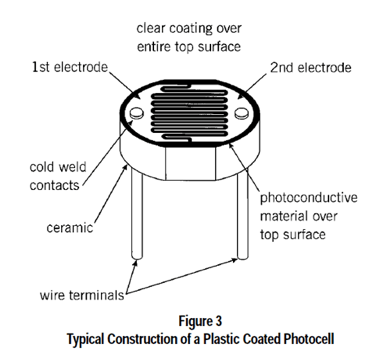 clear coating over
entire top surface
1st electrode
2nd electrode
cold weld
contacts
photoconductive
material over
top surface
ceramic
wire terminals
Figure 3
Typical Construction of a Plastic Coated Photocell